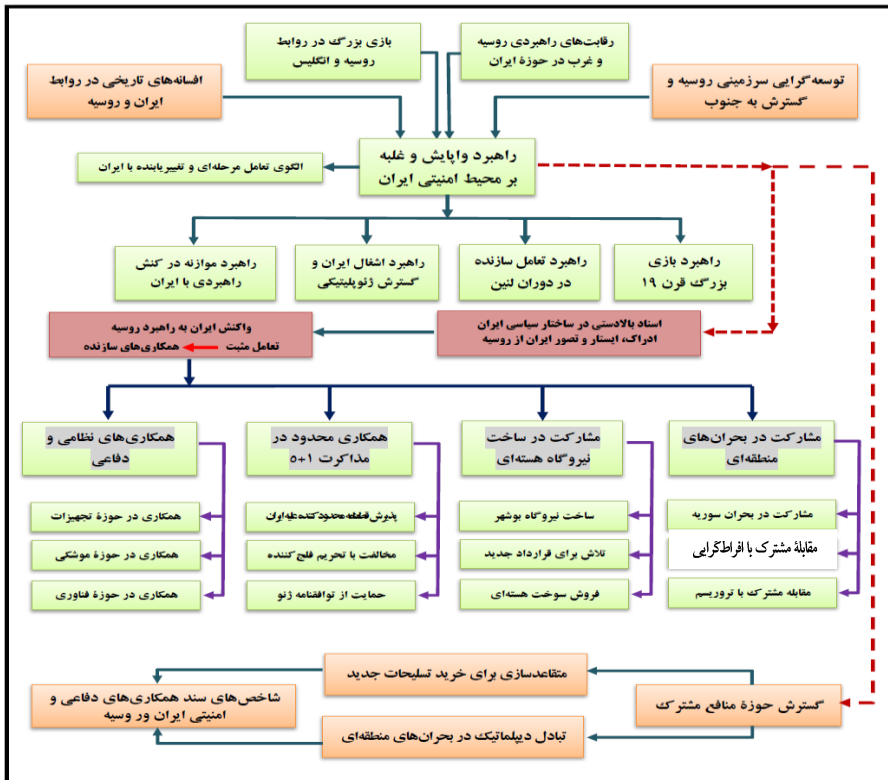 رقابت‌های راهبردی روسیه
و غرب در حوزهٔ ایران
بازی بزرگ در روابط
روسیه و انگلیس
توسعه‌گرایی سرزمینی روسیه و
گسترش به جنوب
افسانه‌های تاریخی در روابط
ایران و روسیه
راهبرد واپایش و غلبه
بر محیط امنیتی ایران
الگوی تعامل مرحله‌ای و تغییریابنده با ایران
راهبرد بازی
بزرگ قرن ۱۹
راهبرد تعامل سازنده
در دوران لنین
راهبرد اشغال ایران و
گسترش ژئوپلیتیکی
راهبرد موازنه در کنش
راهبردی با ایران
اسناد بالادستی در ساختار سیاسی ایران
ادراک، ایستار و تصور ایران از روسیه
واکنش ایران به راهبرد روسیه
تعامل مثبت همکاری‌های سازنده
مشارکت در بحران‌های
منطقه‌ای
مشارکت در ساخت
نیروگاه هسته‌ای
همکاری محدود در
مذاکرت ۱+۵
همکاری‌های نظامی و
دفاعی
مشارکت در بحران سوریه
مقابلهٔ مشترک با افراط‌گرایی
مقابله مشترک با تروریسم
ساخت نیروگاه بوشهر
تلاش برای قرارداد جدید
فروش سوخت هسته‌ای
محدودکننده
مخالفت با تحریم فلج‌کننده
حمایت از توافقنامه ژنو
همکاری در حوزهٔ تجهیزات
همکاری در حوزهٔ موشکی
همکاری در حوزهٔ فناوری
گسترش حوزهٔ منافع مشترک
متقاعدسازی برای خرید تسلیحات جدید
تبادل دیپلماتیک در بحران‌های منطقه‌ای
شاخص‌های سند همکاری‌های دفاعی و
امنیتی ایران ور وسیه